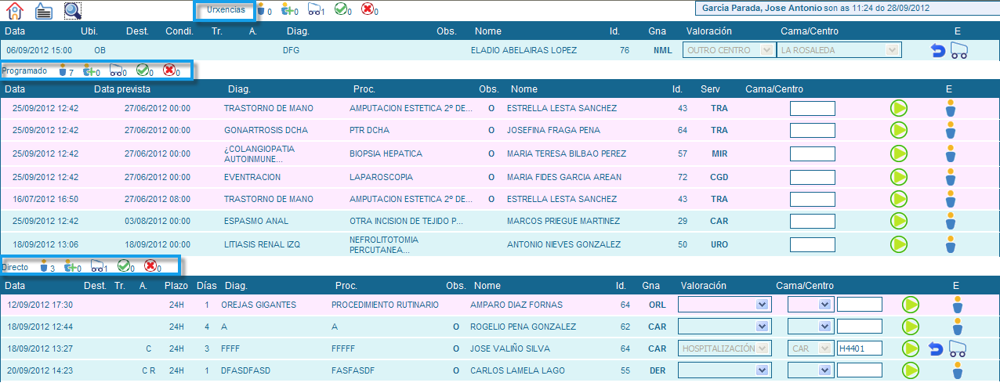 Urxencias 0 0 1 0 0 Garcia Parada, Jose Antonio son as 11:24 do 28/09/2012
Data Ubi. Dest. Condi. Tr. A. Diag. Obs. Nome Id. Gna Valoración Cama/Centro E
06/09/2012 15:00 OB DFG ELADIO ABELAIRAS LOPEZ 76 NML OUTRO CENTRO LA ROSALEDA
Programado 7 0 0 0 0
Data Data prevista Diag. Proc. Obs. Nome Id. Serv Cama/Centro E
25/09/2012 12:42 27/06/2012 00:00 TRASTORNO DE MANO AMPUTACION ESTETICA 2º DE... O ESTRELLA LESTA SANCHEZ 43 TRA
25/09/2012 12:42 27/06/2012 00:00 GONARTROSIS DCHA PTR DCHA O JOSEFINA FRAGA PENA 64 TRA
25/09/2012 12:42 27/06/2012 00:00 ¿COLANGIOPATIA AUTOINMUNE... BIOPSIA HEPATICA O MARIA TERESA BILBAO PEREZ 57 MIR
25/09/2012 12:42 27/06/2012 00:00 EVENTRACION LAPAROSCOPIA O MARIA FIDES GARCIA AREAN 72 CGD
16/07/2012 16:50 27/06/2012 08:00 TRASTORNO DE MANO AMPUTACION ESTETICA 2º DE... O ESTRELLA LESTA SANCHEZ 43 TRA
25/09/2012 12:42 03/08/2012 00:00 ESPASMO ANAL OTRA INCISION DE TEJIDO P... MARCOS PRIEGUE MARTINEZ 29 CAR
18/09/2012 13:06 18/09/2012 00:00 LITIASIS RENAL IZQ NEFROLITOTOMIA PERCUTANEA... ANTONIO NIEVES GONZALEZ 50 URO
Directo 3 0 1 0 0
Data Dest. Tr. A. Plazo Días Diag. Proc. Obs. Nome Id. Gna Valoración Cama/Centro E
12/09/2012 17:30 24H 1 OREJAS GIGANTES PROCEDIMIENTO RUTINARIO AMPARO DIAZ FORNAS 64 ORL
18/09/2012 12:44 24H 4 A A O ROGELIO PENA GONZALEZ 62 CAR
18/09/2012 13:27 C 24H 3 FFFF FFFFF O JOSE VALIÑO SILVA 64 CAR HOSPITALIZACIÓN CAR H4401
20/09/2012 14:23 C R 24H 1 DFASDFASD FASFASDF O CARLOS LAMELA LAGO 55 DER